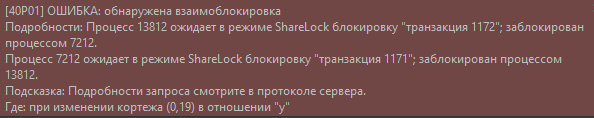 [40P01] ОШИБКА: обнаружена взаимоблокировка
Подробности: Процесс 13812 ожидает в режиме ShareLock блокировку "транзакция 1172"; заблокирован
процессом 7212.
Процесс 7212 ожидает в режиме ShareLock блокировку "транзакция 1171"; заблокирован процессом
13812.
Подсказка: Подробности запроса смотрите в протоколе сервера.
Где: при изменении кортежа (0,19) в отношении "y"